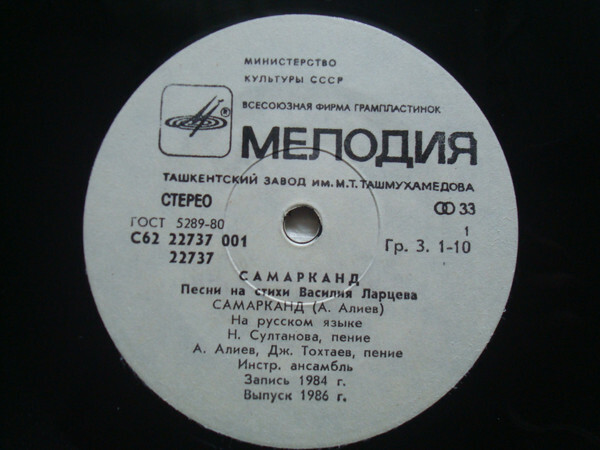 МИНИСТЕРСТВО
КУЛЬТУРЫ СССР
ВСЕСОЮЗНАЯ ФИРМА ГРАМПЛАСТИНОК
®
МЕЛОДИЯ
ТАШКЕНТСКИЙ ЗАВОД ИМ. М.Т. ТАШМУХАМЕДОВА
СТЕРЕО
33
ГОСТ 5289-80
1
С62 22737 001
Гр. 3. 1-10
22737
САМАРКАНД
Песни на стихи Василия Ларцева
САМАРКАНД (А. Алиев)
На русском языке
Н. Султанова, пение
А. Алиев, Дж. Тохтаев, пение
Инстр. ансамбль
Запись 1984 г.
Выпуск 1986 г.